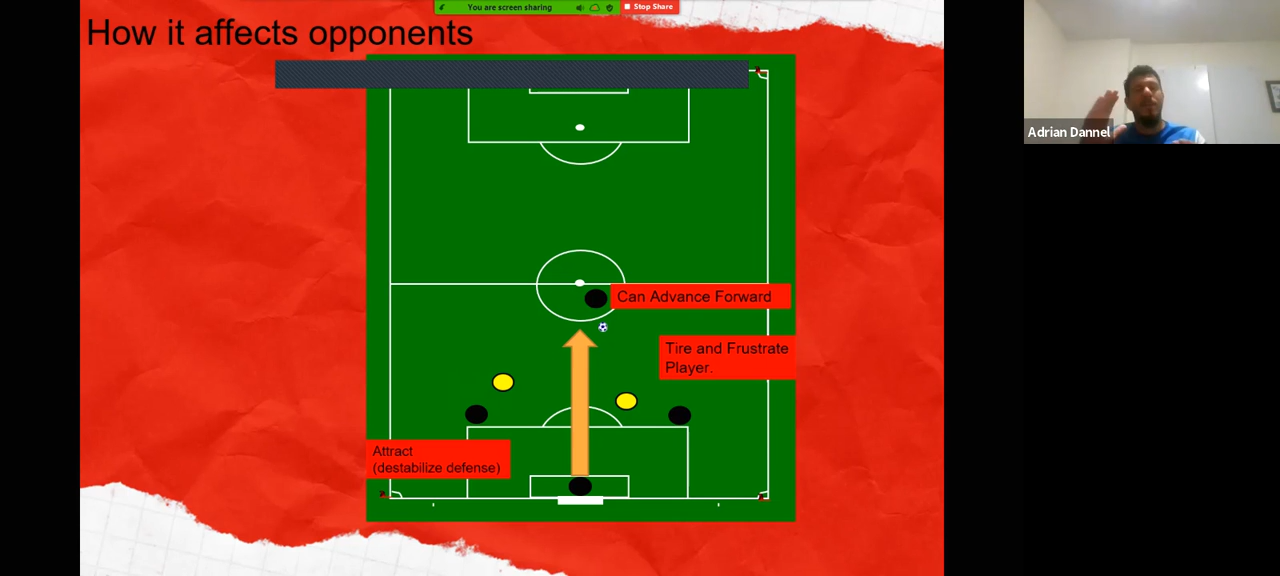 You are screen sharing
Stop Share
How it affects opponents
Adrian Dannel
Can Advance Forward
Tire and Frustrate
Player.
Attract
(destabilize defense)